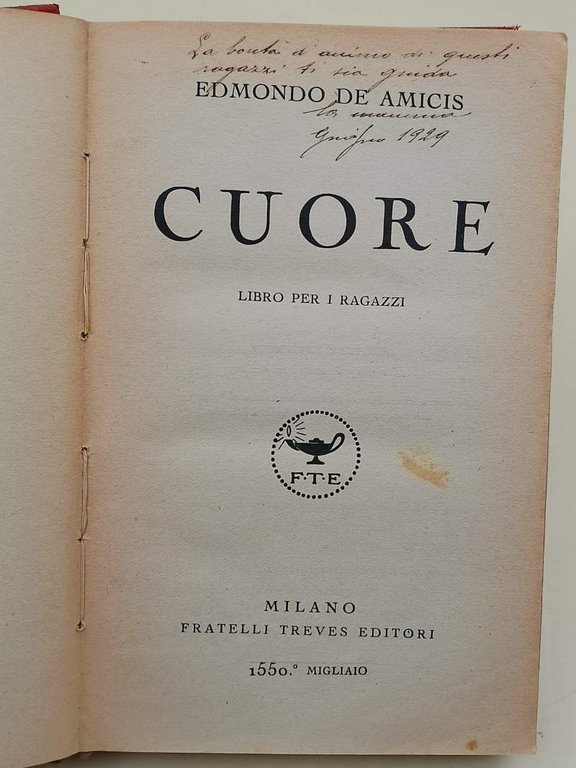 La bontà d'animo di questi
ragazzi ti sia guida
EDMONDO DE AMICIS
la mamma
Giugno 1929
CUORE
LIBRO PER I RAGAZZI
F·T·E
MILANO
FRATELLI TREVES EDITORI
1550.° MIGLIAIO